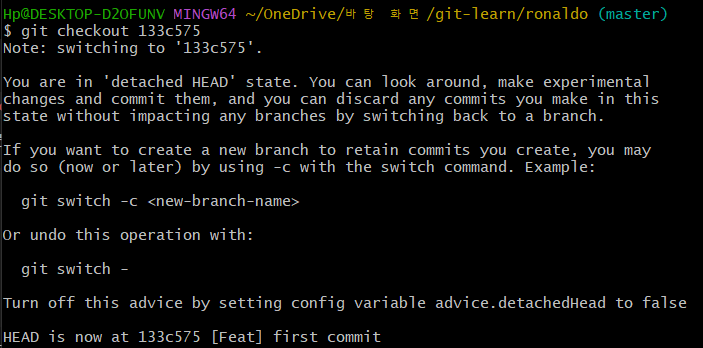 Hp@DESKTOP-D2OFUNV MINGW64 ~/OneDrive/바탕 화면/git-learn/ronaldo (master)
$ git checkout 133c575
Note: switching to '133c575'.
You are in 'detached HEAD' state. You can look around, make experimental
changes and commit them, and you can discard any commits you make in this
state without impacting any branches by switching back to a branch.
If you want to create a new branch to retain commits you create, you may
do so (now or later) by using -c with the switch command. Example:
git switch -c <new-branch-name>
Or undo this operation with:
git switch -
Turn off this advice by setting config variable advice.detachedHead to false
HEAD is now at 133c575 [Feat] first commit